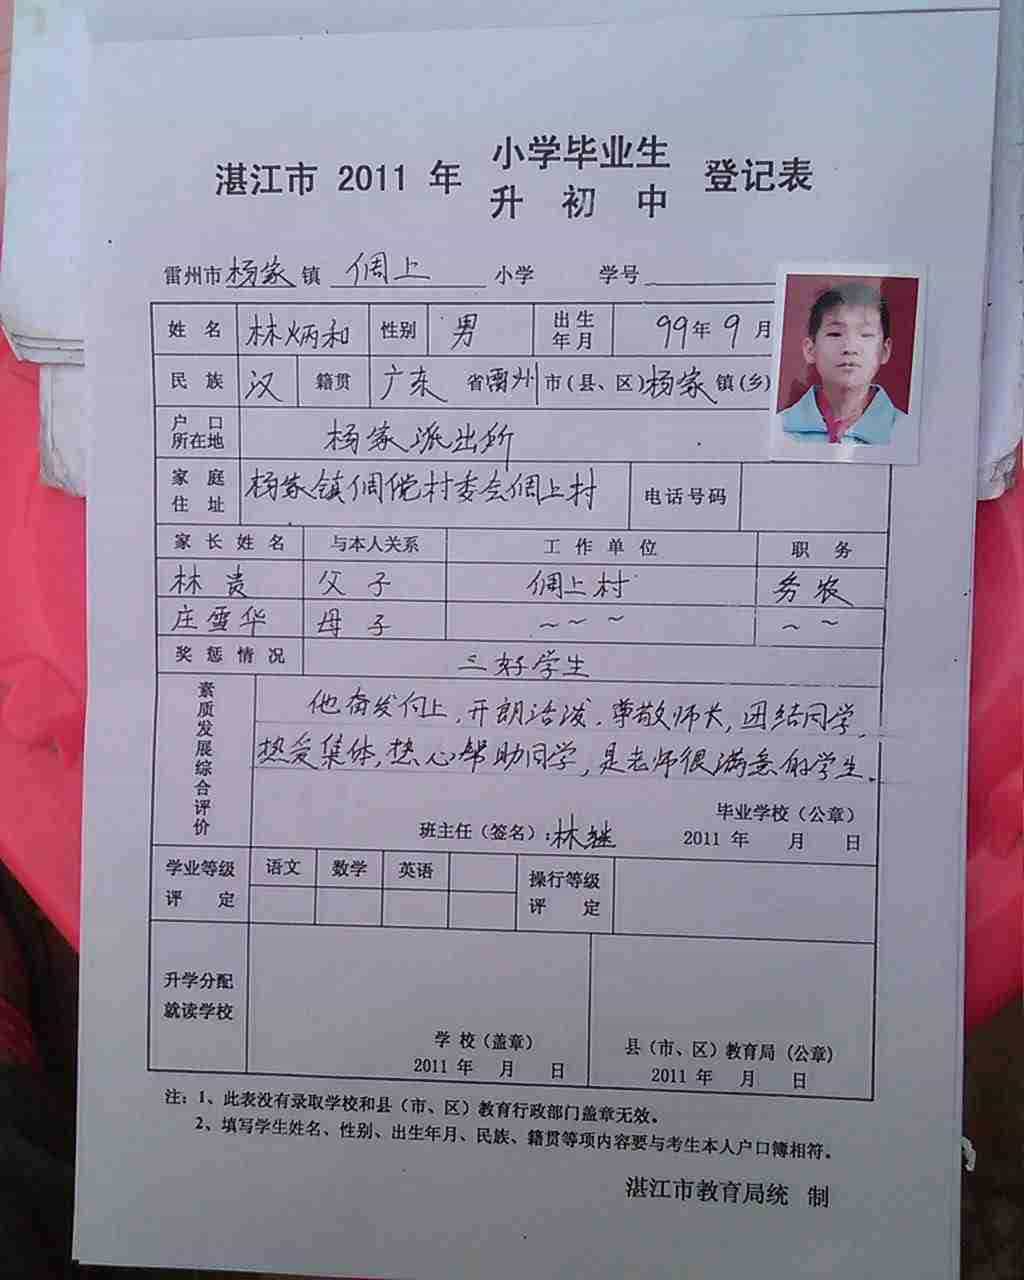 湛江市 2011 年 小学毕业生 登记表
升 初 中
雷州市杨家镇 倜上 小学 学号
姓 名 林炳和 性别 男 出生年月 99年9月
民 族 汉 籍贯 广东省雷州市(县、区)杨家镇(乡)
户 口 所在地 杨家派出所
家 庭 住 址 杨家镇倜傥村委会倜上村 电话号码
家 长 姓 名 与本人关系 工 作 单 位 职 务
林贵 父子 倜上村 务农
庄雪华 母子 ~ ~ ~ ~ ~
奖 惩 情 况 三好学生
素质发展综合评价
他奋发向上,开朗活泼,尊敬师长,团结同学,
热爱集体,热心帮助同学,是老师很满意的学生。
毕业学校(公章)
班主任(签名):林继 2011 年 月 日
学业等级 语文 数学 英语 操行等级
评 定 评 定
升学分配
就读学校
学 校(盖章) 县(市、区)教育局(公章)
2011 年 月 日 2011 年 月 日
注:1、此表没有录取学校和县(市、区)教育行政部门盖章无效。
2、填写学生姓名、性别、出生年月、民族、籍贯等项内容要与考生本人户口簿相符。
湛江市教育局统 制